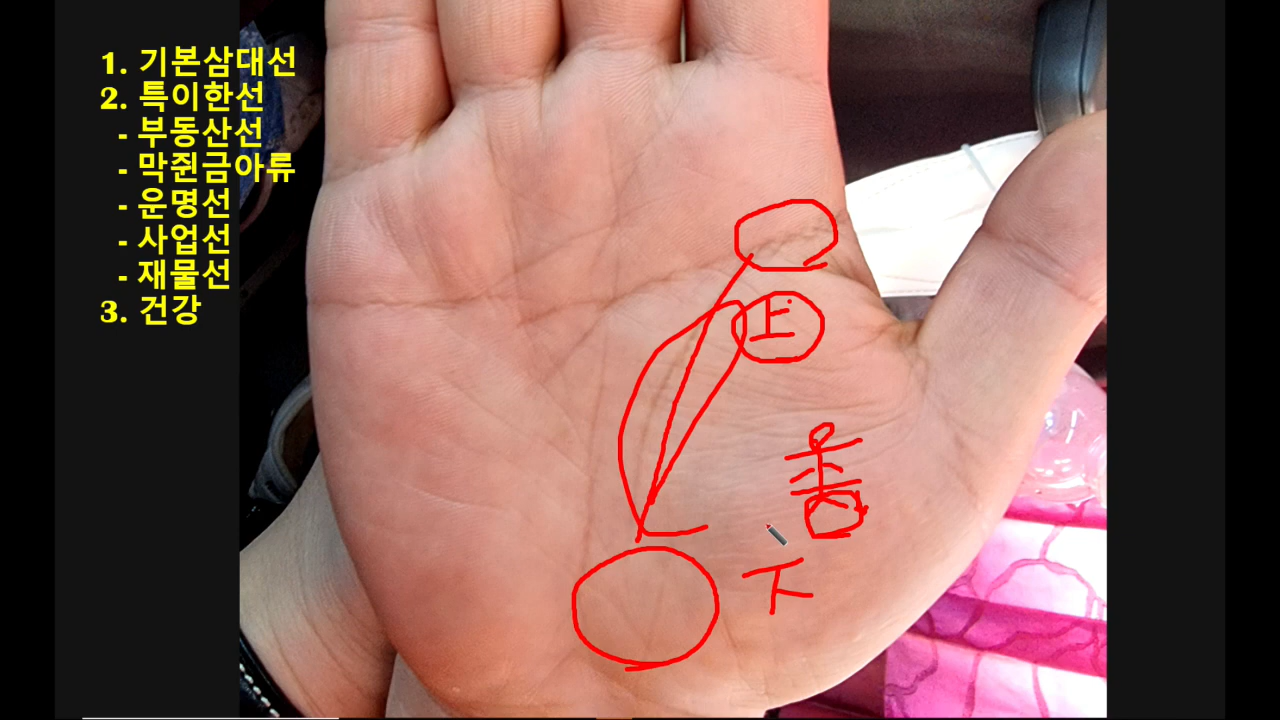 1. 기본삼대선
2. 특이한선
- 부동산선
- 막쥔금아류
- 운명선
- 사업선
- 재물선
3. 건강
上
下